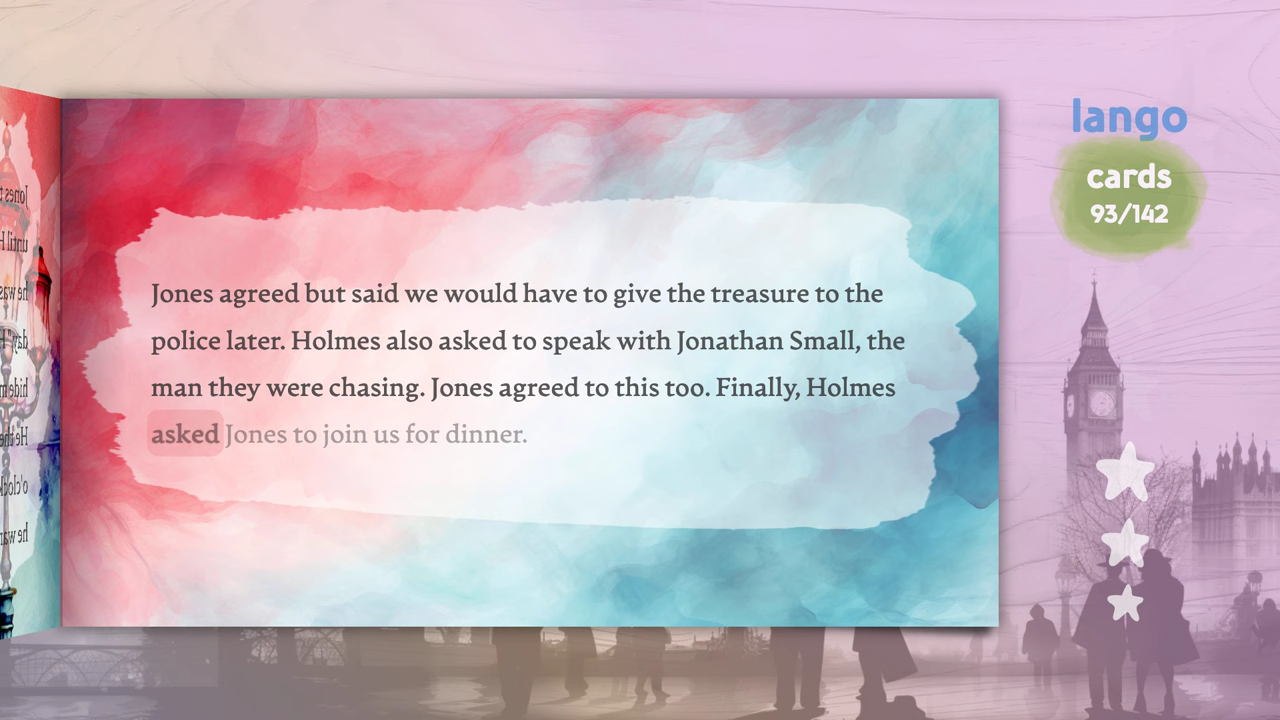 Jones agreed but said we would have to give the treasure to the
police later. Holmes also asked to speak with Jonathan Small, the
man they were chasing. Jones agreed to this too. Finally, Holmes
asked Jones to join us for dinner.
lango
cards
93/142